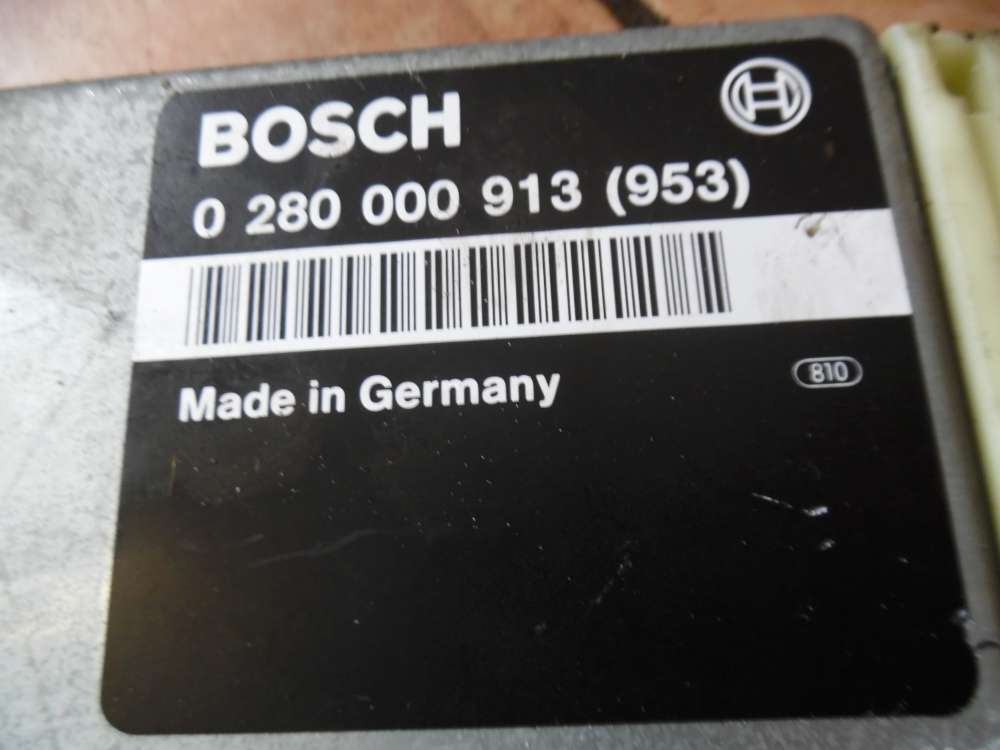 BOSCH
0 280 000 913 (953)
Made in Germany
810